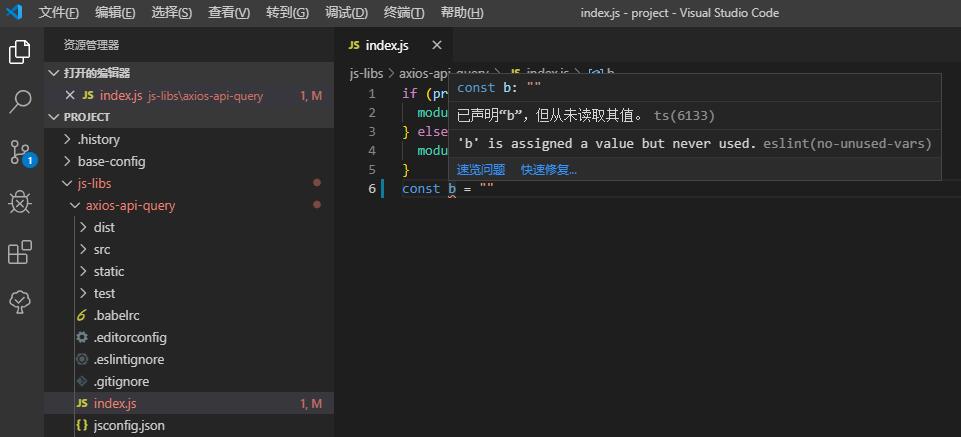 文件(F) 编辑(E) 选择(S) 查看(V) 转到(G) 调试(D) 终端(T) 帮助(H) index.js - project - Visual Studio Code
资源管理器
JS index.js
打开的编辑器
js-libs > axios-api-query > JS index.js > b
JS index.js js-libs\axios-api-query 1, M
const b: ""
1 if (pr
PROJECT
已声明“b”，但从未读取其值。 ts(6133)
2 modu
.history
3 } else
'b' is assigned a value but never used. eslint(no-unused-vars)
base-config
1
4 modu
速览问题 快速修复...
5 }
js-libs
6 const b = ""
axios-api-query
dist
src
static
test
.babelrc
.editorconfig
.eslintignore
.gitignore
JS index.js 1, M
{} jsconfig.json